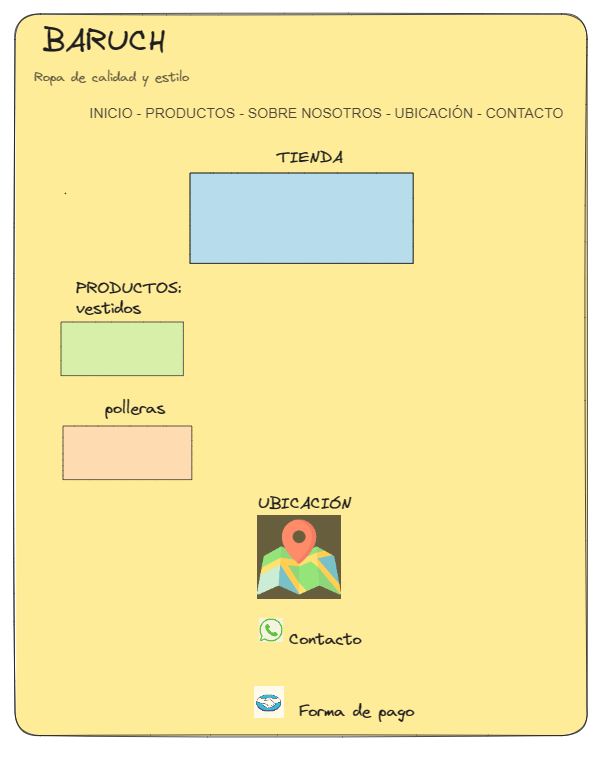 BARUCH
Ropa de calidad y estilo
INICIO - PRODUCTOS - SOBRE NOSOTROS - UBICACIÓN - CONTACTO
TIENDA
PRODUCTOS:
vestidos
polleras
UBICACIÓN
Contacto
Forma de pago